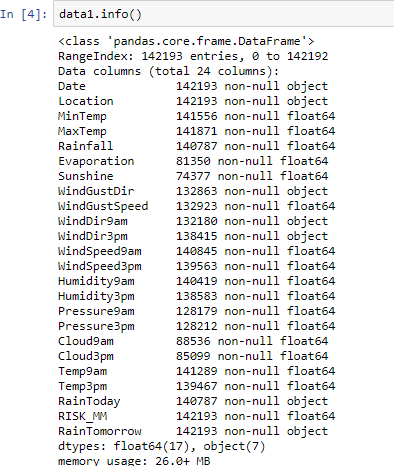 In [4]: data1.info()
<class 'pandas.core.frame.DataFrame'>
RangeIndex: 142193 entries, 0 to 142192
Data columns (total 24 columns):
Date             142193 non-null object
Location         142193 non-null object
MinTemp          141556 non-null float64
MaxTemp          141871 non-null float64
Rainfall         140787 non-null float64
Evaporation      81350 non-null float64
Sunshine         74377 non-null float64
WindGustDir      132863 non-null object
WindGustSpeed    132923 non-null float64
WindDir9am       132180 non-null object
WindDir3pm       138415 non-null object
WindSpeed9am     140845 non-null float64
WindSpeed3pm     139563 non-null float64
Humidity9am      140419 non-null float64
Humidity3pm      138583 non-null float64
Pressure9am      128179 non-null float64
Pressure3pm      128212 non-null float64
Cloud9am         88536 non-null float64
Cloud3pm         85099 non-null float64
Temp9am          141289 non-null float64
Temp3pm          139467 non-null float64
RainToday        140787 non-null object
RISK_MM          142193 non-null float64
RainTomorrow     142193 non-null object
dtypes: float64(17), object(7)
memory usage: 26.0+ MB